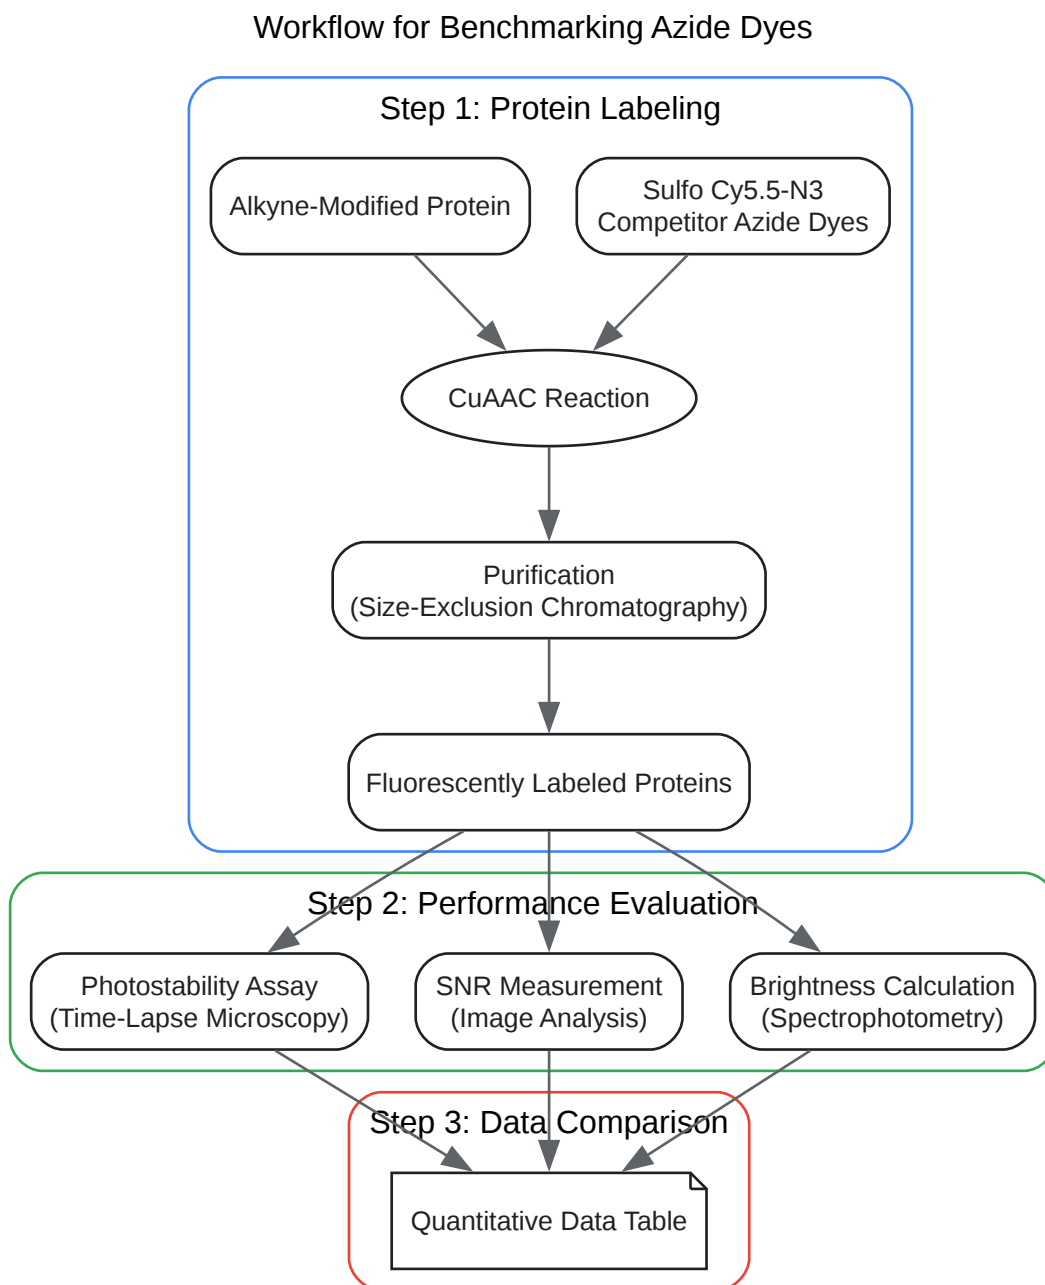 Workflow for Benchmarking Azide Dyes
Step 1: Protein Labeling
Alkyne-Modified Protein
Sulfo Cy5.5-N3
Competitor Azide Dyes
CuAAC Reaction
Purification
(Size-Exclusion Chromatography)
Fluorescently Labeled Proteins
Step 2: Performance Evaluation
Photostability Assay
(Time-Lapse Microscopy)
SNR Measurement
(Image Analysis)
Brightness Calculation
(Spectrophotometry)
Step 3: Data Comparison
Quantitative Data Table